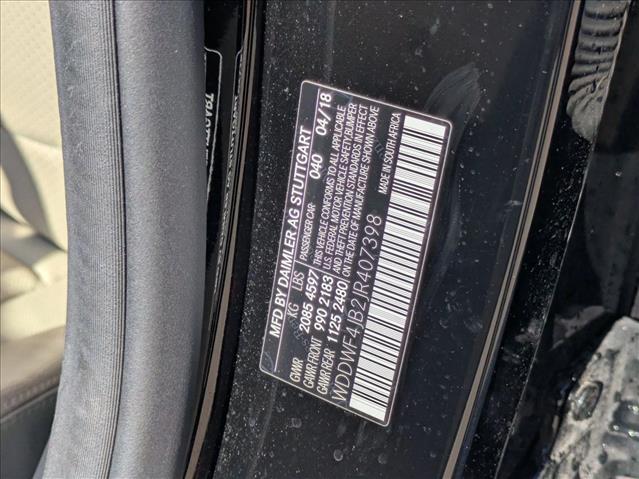 MFD BY DAIMLER AG STUTTGART
KG LBS PASSENGER CAR 040 04/18
GVWR 2085 4597 THIS VEHICLE CONFORMS TO ALL APPLICABLE
GAWR FRONT 990 2183 U.S. FEDERAL MOTOR VEHICLE SAFETY, BUMPER
GAWR REAR 1125 2480 AND THEFT PREVENTION STANDARDS IN EFFECT
ON THE DATE OF MANUFACTURE SHOWN ABOVE
WDDWF4JB2JR407398 MADE IN SOUTH AFRICA